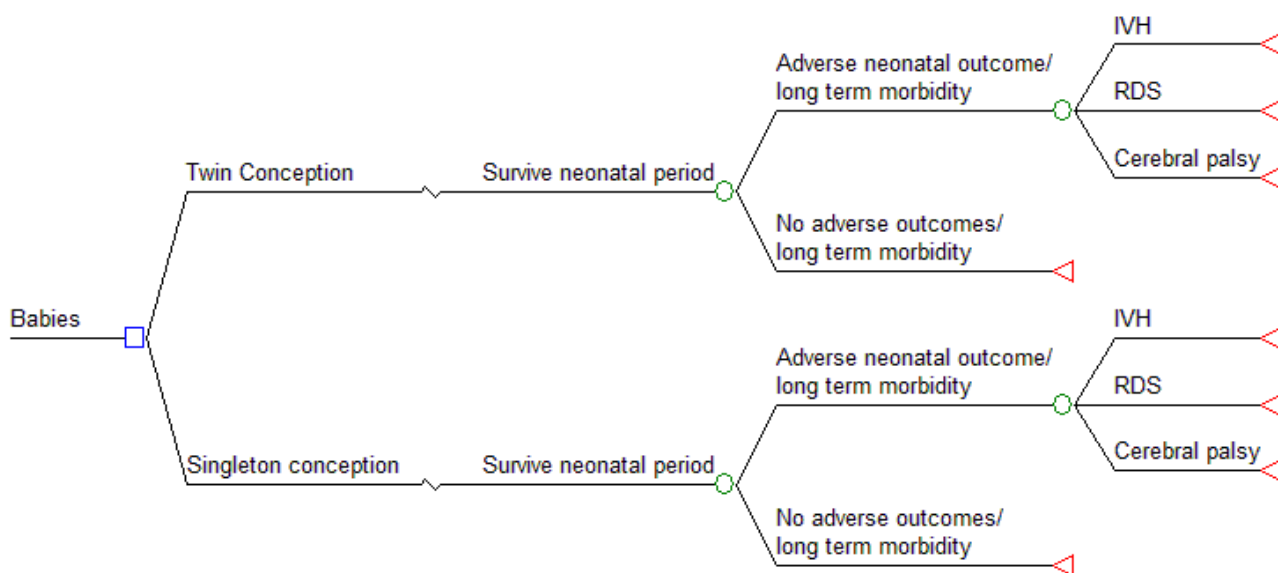 IVH
Adverse neonatal outcome/
long term morbidity
RDS
Cerebral palsy
Twin Conception
Survive neonatal period
No adverse outcomes/
long term morbidity
Babies
IVH
Adverse neonatal outcome/
long term morbidity
RDS
Cerebral palsy
Singleton conception
Survive neonatal period
No adverse outcomes/
long term morbidity